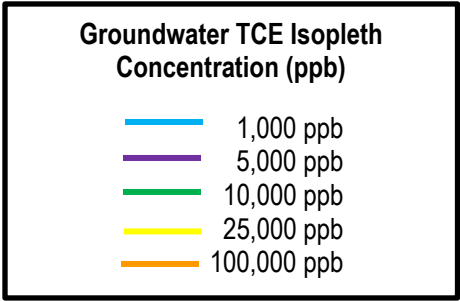 Groundwater TCE Isopleth
Concentration (ppb)
1,000 ppb
5,000 ppb
10,000 ppb
25,000 ppb
100,000 ppb